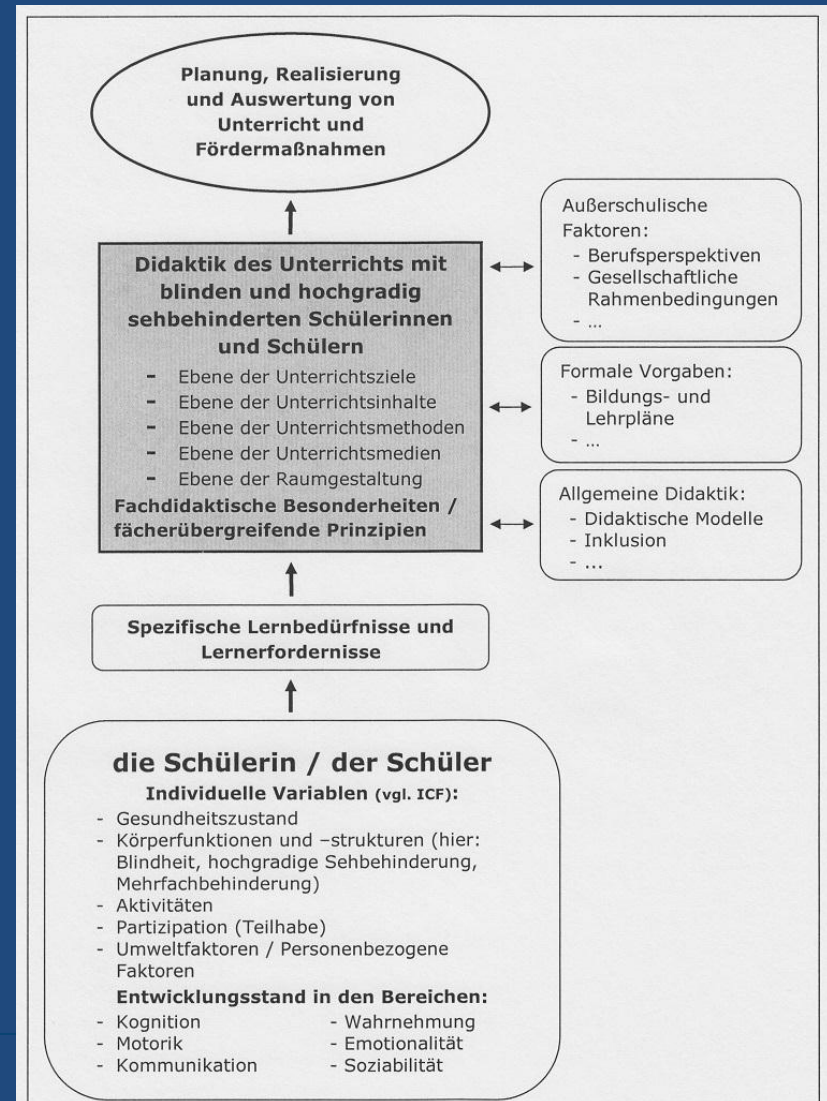 Planung, Realisierung
und Auswertung von
Unterricht und
Fördermaßnahmen
Außerschulische
Faktoren:
- Berufsperspektiven
- Gesellschaftliche
Rahmenbedingungen
- ...
Didaktik des Unterrichts mit
blinden und hochgradig
sehbehinderten Schülerinnen
und Schülern
- Ebene der Unterrichtsziele
- Ebene der Unterrichtsinhalte
- Ebene der Unterrichtsmethoden
- Ebene der Unterrichtsmedien
- Ebene der Raumgestaltung
Fachdidaktische Besonderheiten /
fächerübergreifende Prinzipien
Formale Vorgaben:
- Bildungs- und
Lehrpläne
- ...
Allgemeine Didaktik:
- Didaktische Modelle
- Inklusion
- ...
Spezifische Lernbedürfnisse und
Lernerfordernisse
die Schülerin / der Schüler
Individuelle Variablen (vgl. ICF):
- Gesundheitszustand
- Körperfunktionen und –strukturen (hier:
Blindheit, hochgradige Sehbehinderung,
Mehrfachbehinderung)
- Aktivitäten
- Partizipation (Teilhabe)
- Umweltfaktoren / Personenbezogene
Faktoren
Entwicklungsstand in den Bereichen:
- Kognition - Wahrnehmung
- Motorik - Emotionalität
- Kommunikation - Soziabilität